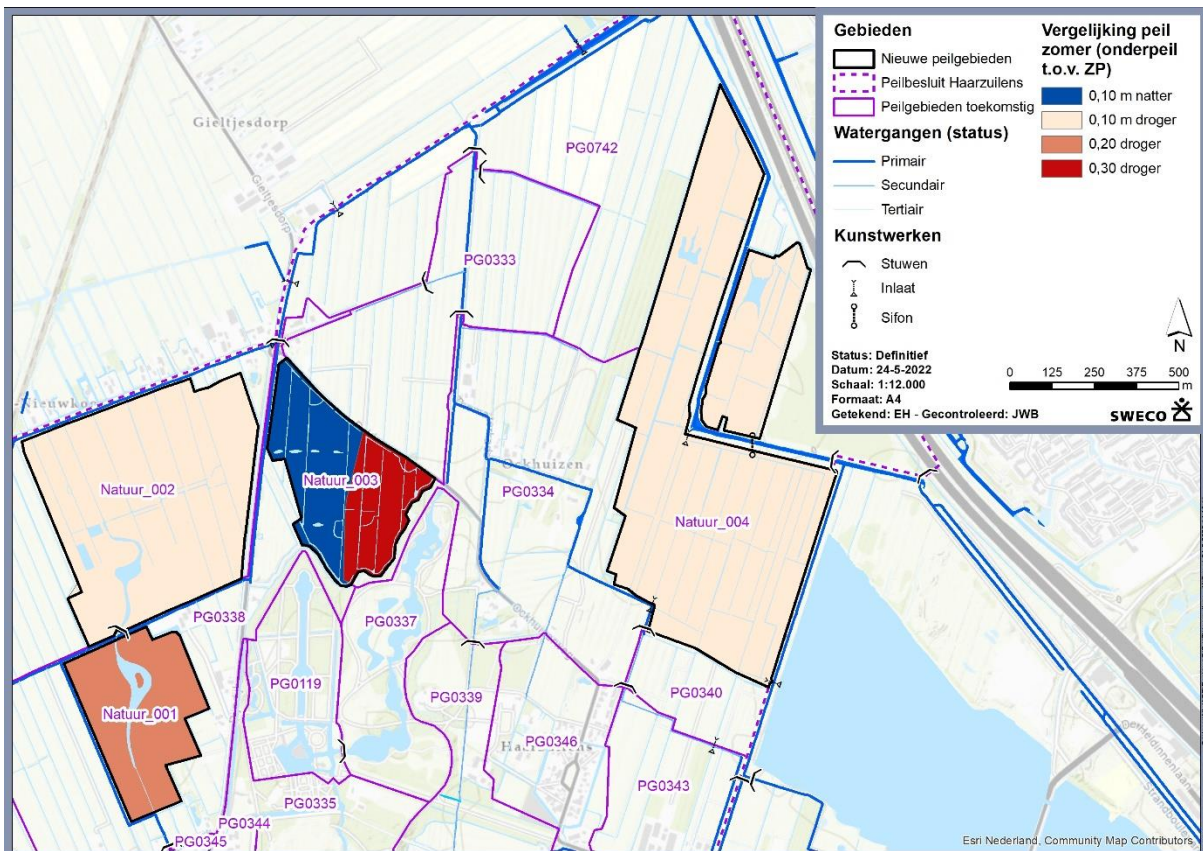 Gebieden
Nieuwe peilgebieden
Peilbesluit Haarzuilens
Peilgebieden toekomstig
Watergangen (status)
Primair
Secundair
Tertiair
Kunstwerken
Stuwen
Inlaat
Sifon
Vergelijking peil
zomer (onderpeil
t.o.v. ZP)
0,10 m natter
0,10 m droger
0,20 droger
0,30 droger
Status: Definitief
Datum: 24-5-2022
Schaal: 1:12.000
Formaat: A4
Getekend: EH - Gecontroleerd: JWB
N
0 125 250 375 500
m
SWECO
Gieltjesdorp
Gieltjesdorp
PG0742
PG0333
Natuur_002
Natuur_003
Ockhuizen
PG0334
Natuur_004
PG0338
PG0337
PG0119
PG0339
PG0340
Natuur_001
PG0346
PG0343
PG0335
PG0344
PG0345
Esri Nederland, Community Map Contributors